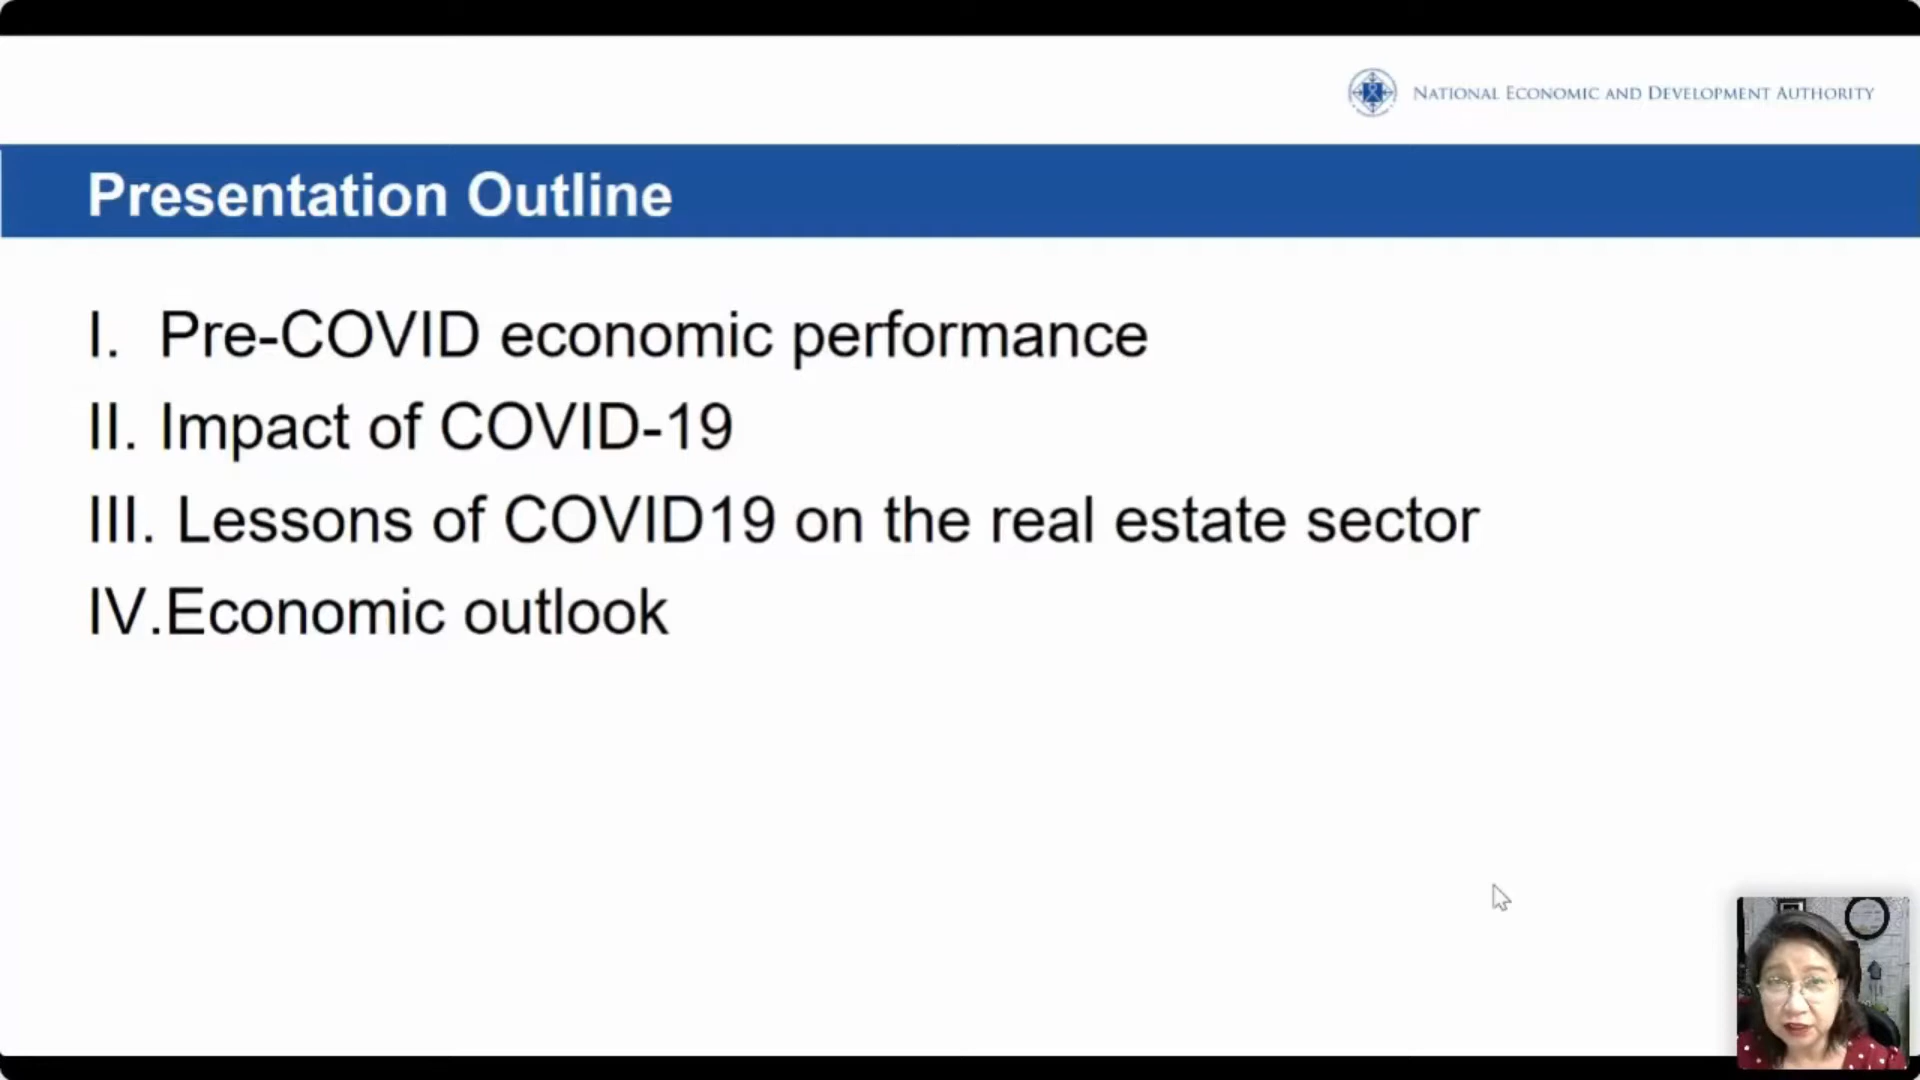 NATIONAL ECONOMIC AND DEVELOPMENT AUTHORITY
Presentation Outline
I. Pre-COVID economic performance
II. Impact of COVID-19
III. Lessons of COVID19 on the real estate sector
IV.Economic outlook